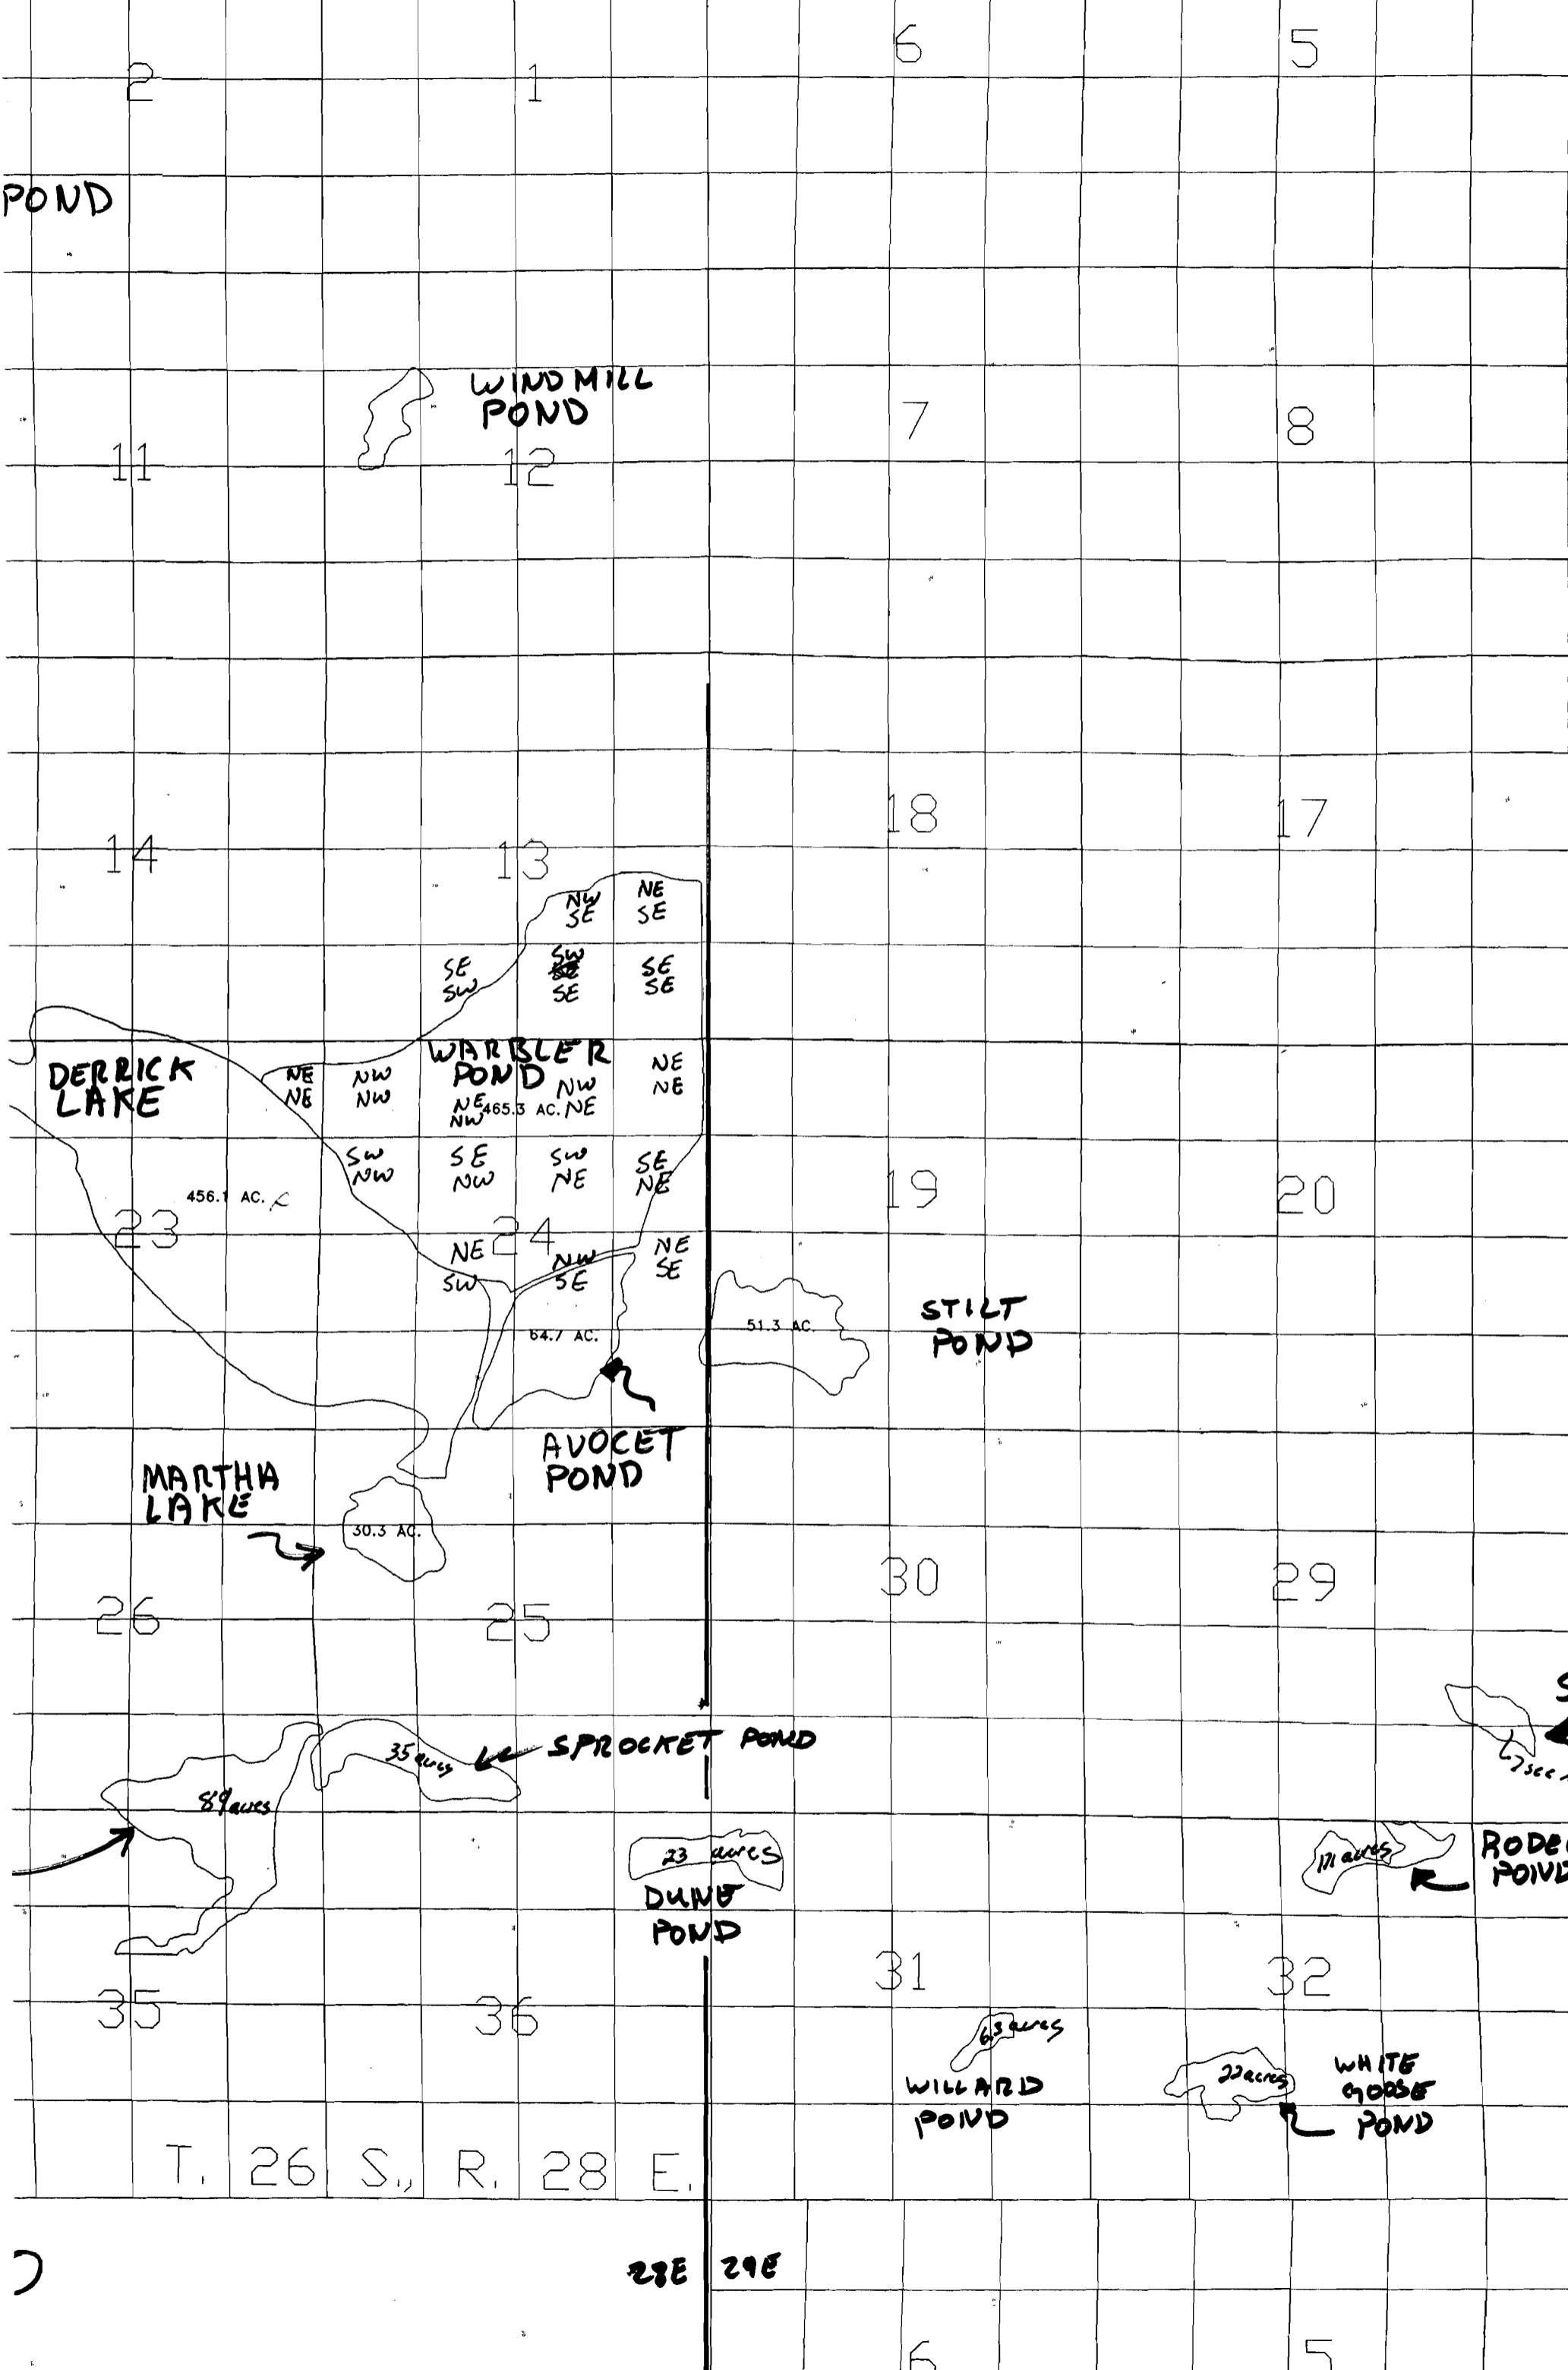 6
5
2
1
POND
WINDMILL
POND
7
8
11
12
18
17
14
13
NW
SE
NE
SE
SE
SW
SW
SE
SE
SE
DERRICK
LAKE
NE
NE
NW
NW
WARBLER
POND
NE
NW
465.3 AC.
NW
NE
NE
NE
SW
NW
SE
NW
SW
NE
SE
NE
456.1 AC.
23
24
19
20
NE
SW
NW
SE
NE
SE
64.7 AC.
51.3 AC.
STILT
POND
AVOCET
POND
MARTHA
LAKE
30.3 AC.
26
25
30
29
SPROCKET POND
35 acres
89 acres
S
23 acres
DUNE
POND
RODE
POND
31
32
35
36
6.3 acres
WILLARD
POND
22 acres
WHITE
GOOSE
POND
T. 26 S., R. 28 E.
28E
29E
6
5